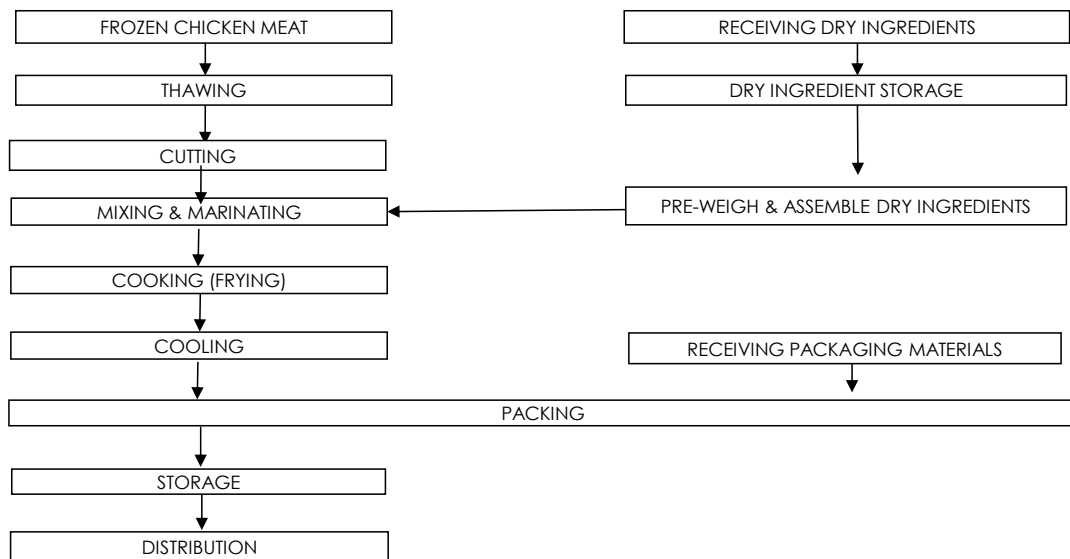 FROZEN CHICKEN MEAT
RECEIVING DRY INGREDIENTS
THAWING
DRY INGREDIENT STORAGE
CUTTING
MIXING & MARINATING
PRE-WEIGH & ASSEMBLE DRY INGREDIENTS
COOKING (FRYING)
COOLING
RECEIVING PACKAGING MATERIALS
PACKING
STORAGE
DISTRIBUTION